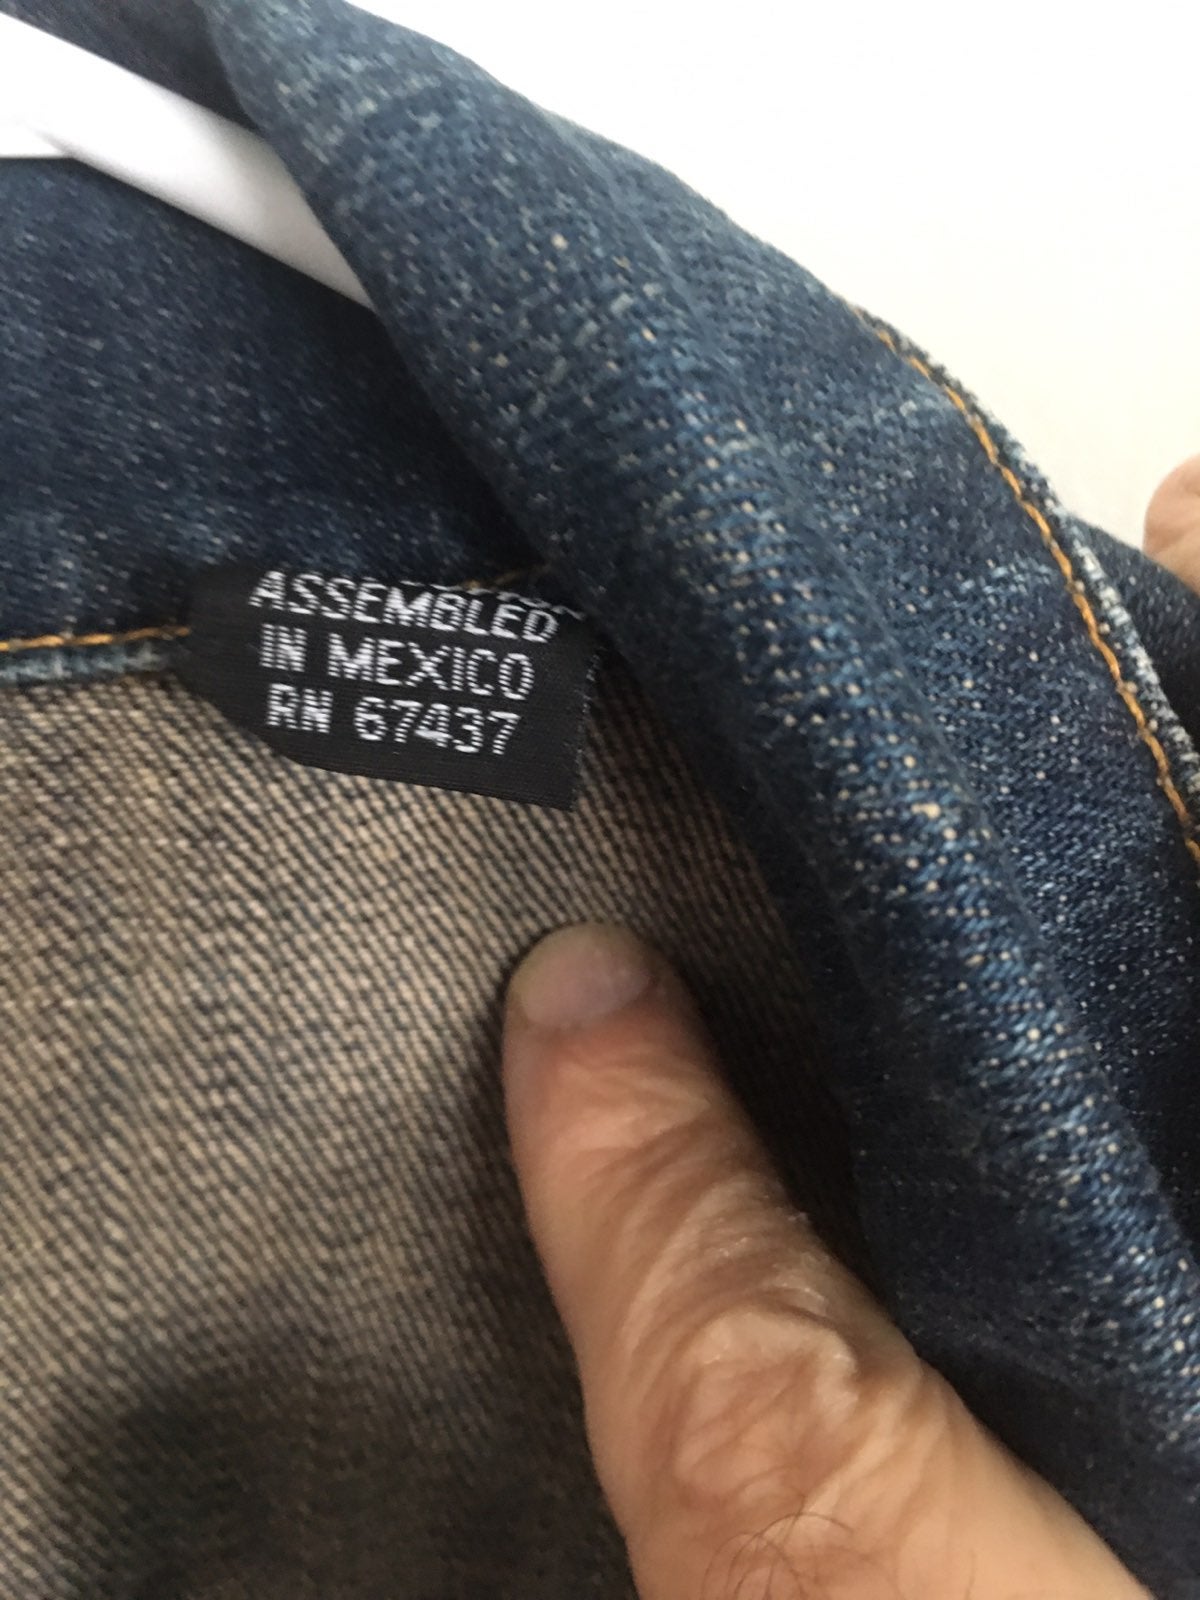 ASSEMBLED
IN MEXICO
RN 67437